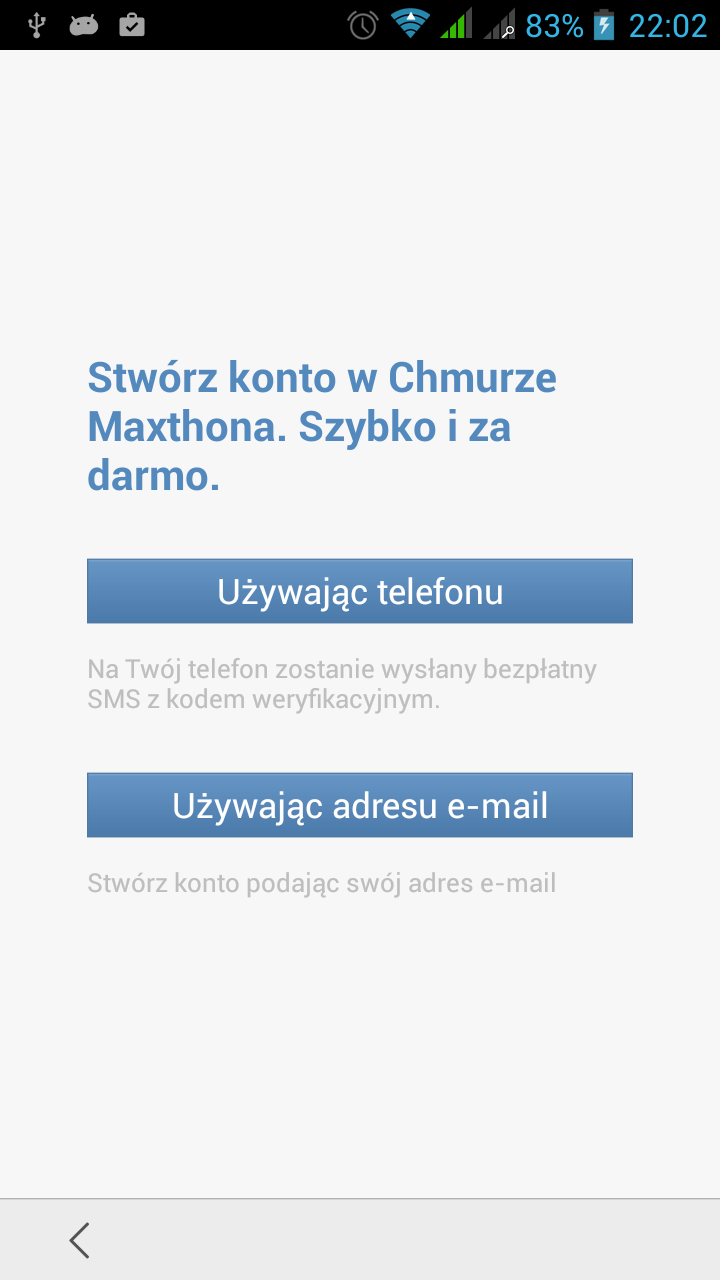 83% 22:02
Stwórz konto w Chmurze
Maxthona. Szybko i za
darmo.
Używając telefonu
Na Twój telefon zostanie wysłany bezpłatny
SMS z kodem weryfikacyjnym.
Używając adresu e-mail
Stwórz konto podając swój adres e-mail